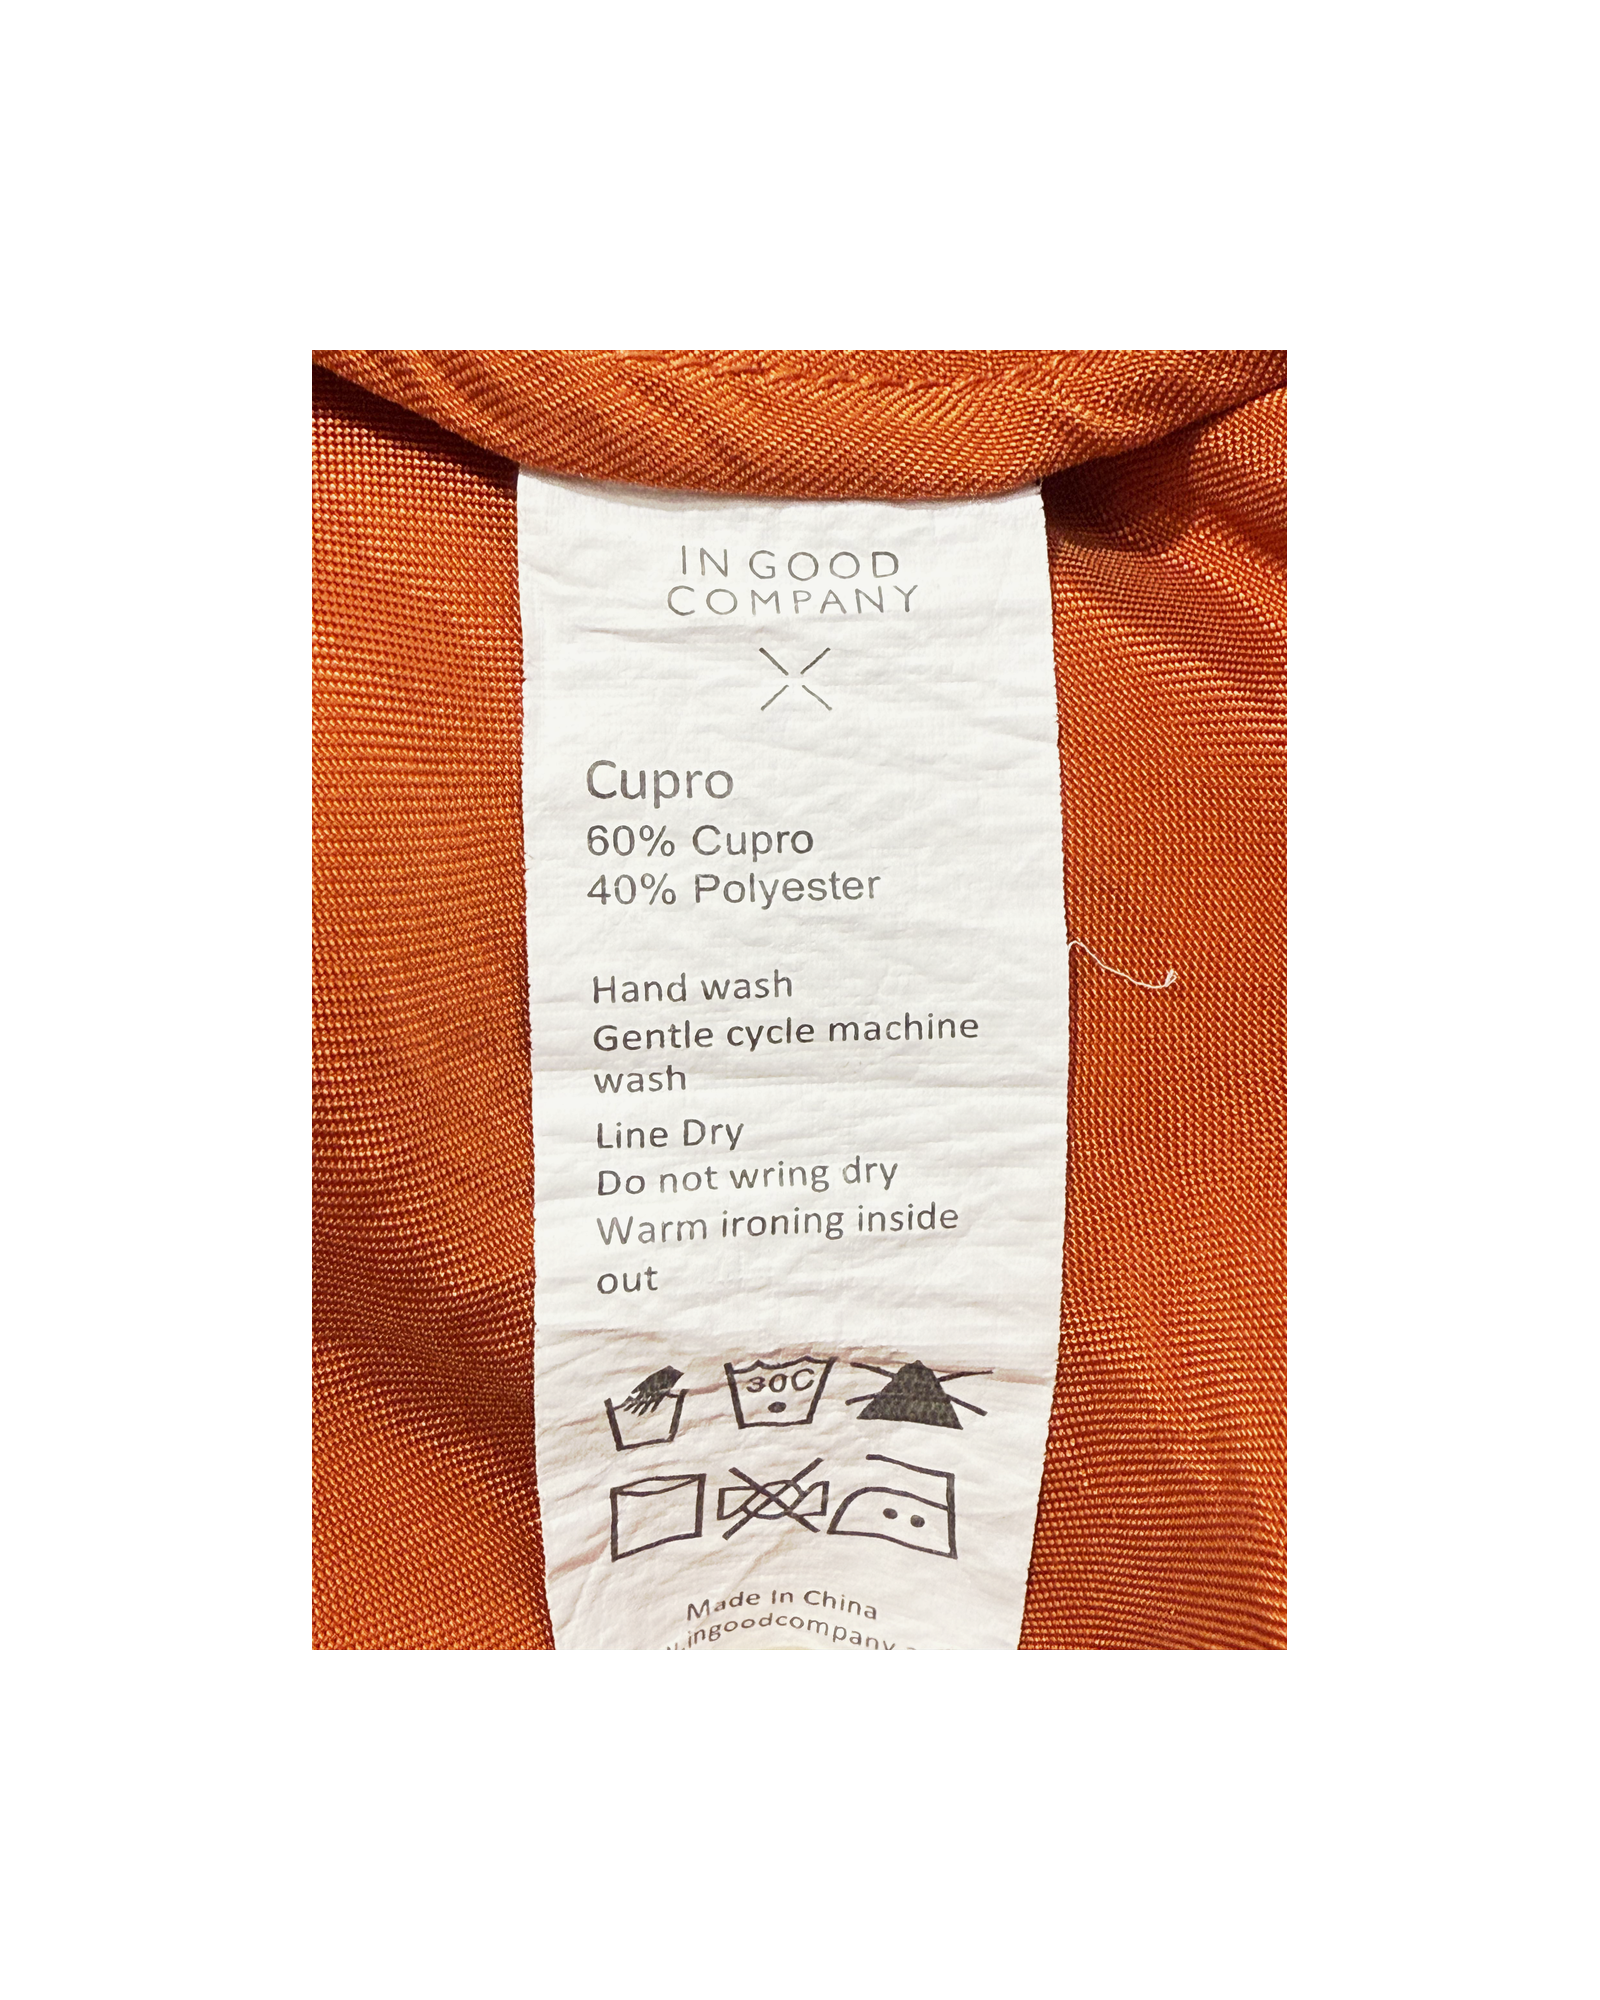 IN GOOD
COMPANY
Cupro
60% Cupro
40% Polyester
Hand wash
Gentle cycle machine
wash
Line Dry
Do not wring dry
Warm ironing inside
out
30C
Made In China